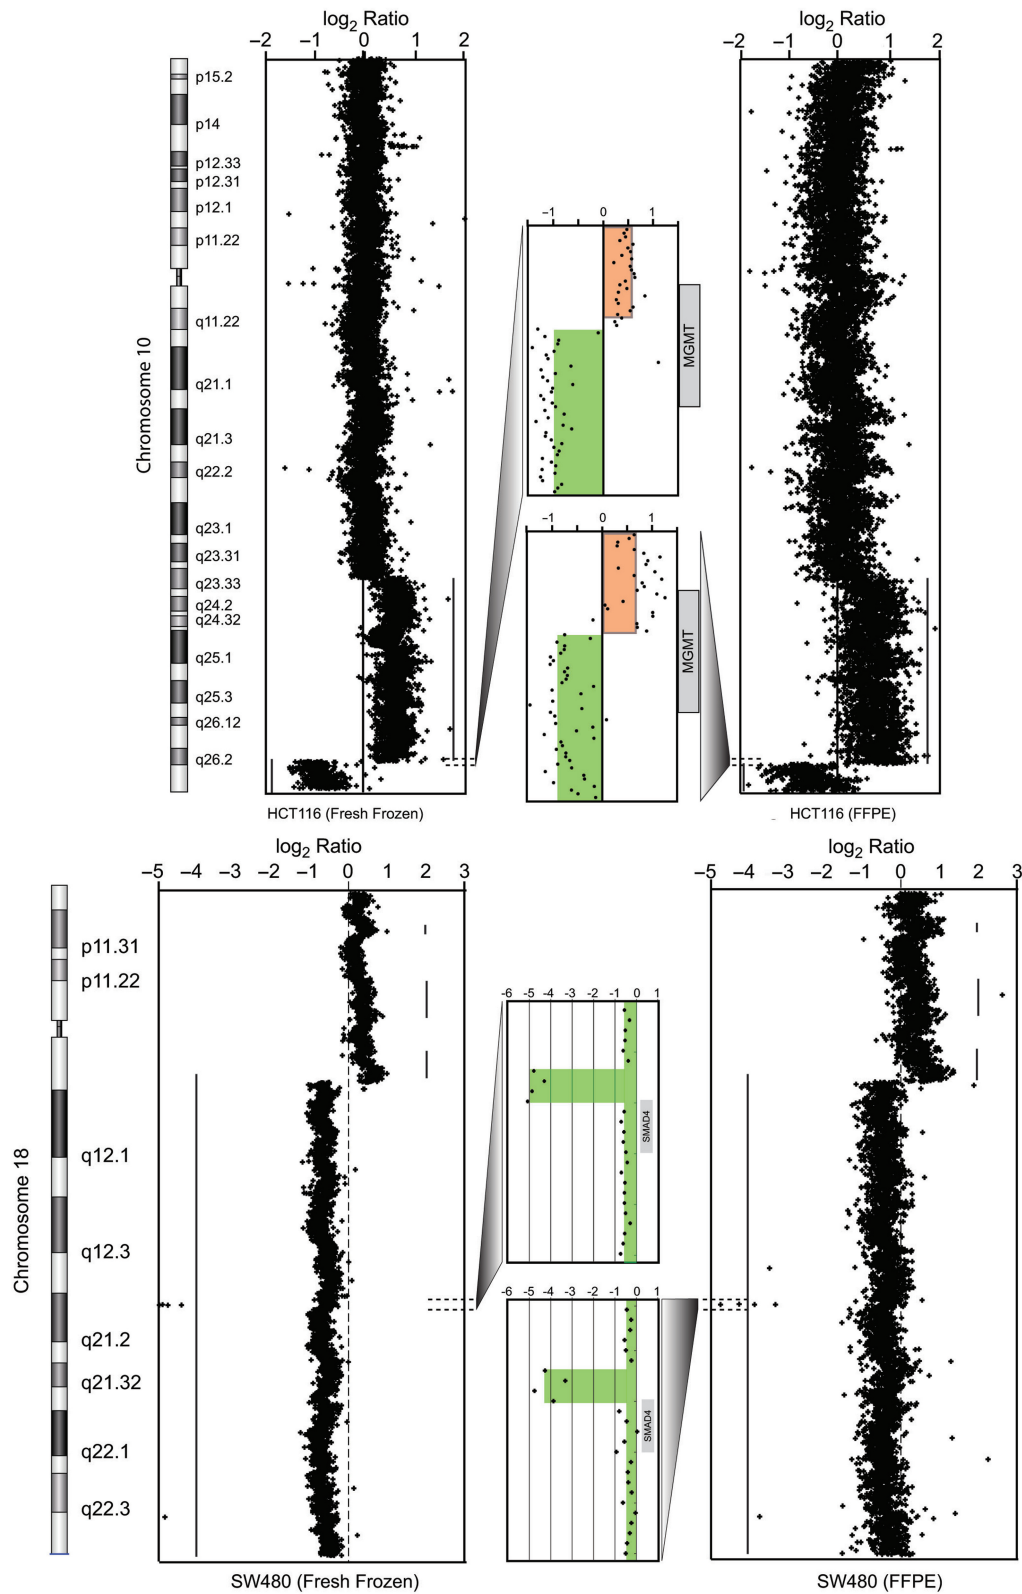 log2 Ratio
−2 −1 0 1 2
log2 Ratio
−2 −1 0 1 2
Chromosome 10
p15.2
p14
p12.33
p12.31
p12.1
p11.22
q11.22
q21.1
q21.3
q22.2
q23.1
q23.31
q23.33
q24.2
q24.32
q25.1
q25.3
q26.12
q26.2
−1 0 1
MGMT
−1 0 1
MGMT
HCT116 (Fresh Frozen)
HCT116 (FFPE)
log2 Ratio
−5 −3 −2 −1 0 1 2 3
log2 Ratio
−5 −3 −2 −1 0 1 2 3
Chromosome 18
p11.31
p11.22
q12.1
q12.3
q21.2
q21.32
q22.1
q22.3
-6 -5 -4 -3 -2 -1 0 1
SMAD4
-6 -5 -4 -3 -2 -1 0 1
SMAD4
SW480 (Fresh Frozen)
SW480 (FFPE)